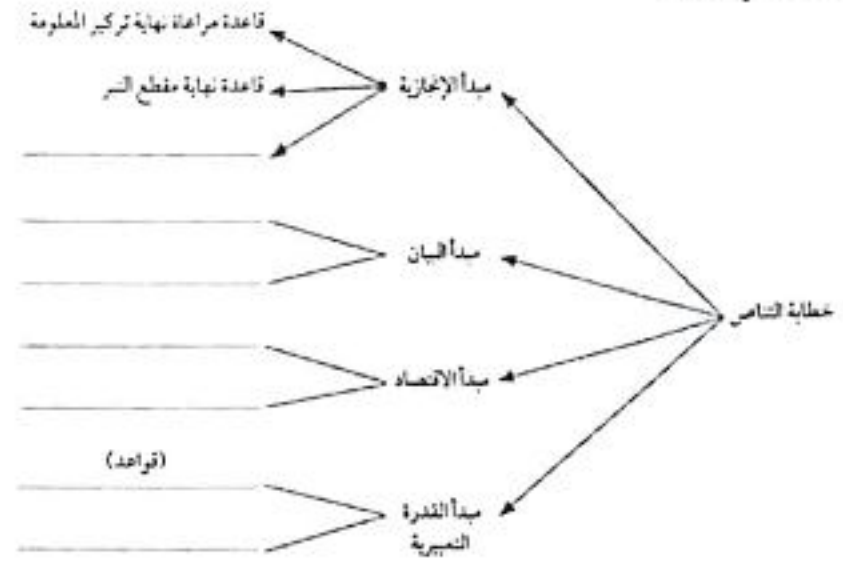 خطابة التناص
مبدأ الإنجازية
قاعدة مراعاة نهاية تركيز المعلومة
قاعدة نهاية مقطع النبر
مبدأ البيان
مبدأ الاقتصاد
مبدأ القدرة
التعبيرية
(قواعد)